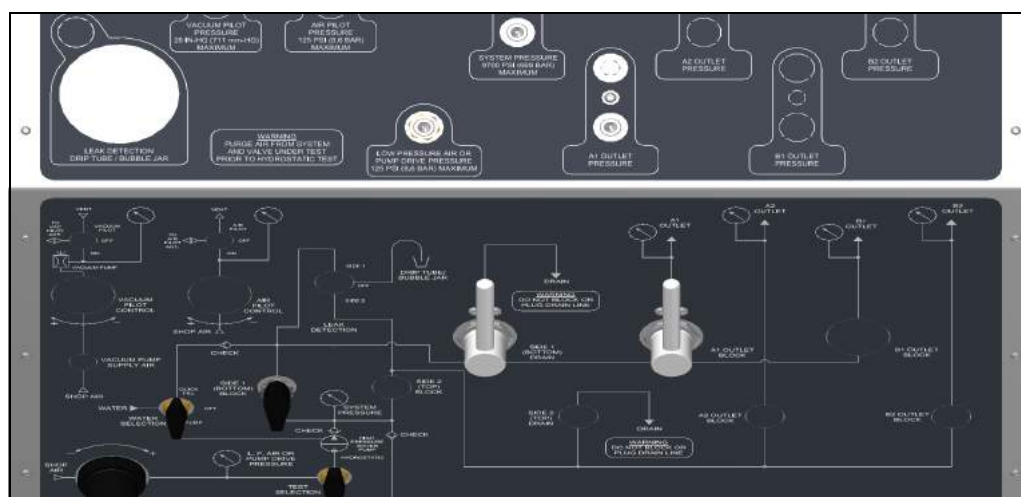 VACUUM PILOT
PRESSURE
28 IN-HG (711 mm-HG)
MAXIMUM
AIR PILOT
PRESSURE
125 PSI (8,6 BAR)
MAXIMUM
SYSTEM PRESSURE
MAXIMUM
A2 OUTLET
PRESSURE
B2 OUTLET
PRESSURE
LEAK DETECTION
DRIP TUBE / BUBBLE JAR
WARNING
PURGE AIR FROM SYSTEM
AND VALVE UNDER TEST
PRIOR TO HYDROSTATIC TEST
LOW PRESSURE AIR OR
PUMP DRIVE PRESSURE
125 PSI (8,6 BAR) MAXIMUM
A1 OUTLET
PRESSURE
B1 OUTLET
PRESSURE
VENT
VACUUM
PILOT
OFF
ON
VACUUM PUMP
VACUUM
PILOT
CONTROL
VACUUM PUMP
SUPPLY AIR
SHOP AIR
VENT
AIR
PILOT
OFF
ON
AIR
PILOT
CONTROL
SHOP AIR
CHECK
SIDE 1
OFF
SIDE 2
LEAK
DETECTION
DRIP TUBE/
BUBBLE JAR
DRAIN
WARNING
DO NOT BLOCK OR
PLUG DRAIN LINE
A1
OUTLET
A2
OUTLET
B1
OUTLET
B2
OUTLET
SIDE 1
(BOTTOM)
DRAIN
A1 OUTLET
BLOCK
B1 OUTLET
BLOCK
SIDE 1
(BOTTOM)
BLOCK
SIDE 2
(TOP)
BLOCK
WATER
OFF
WATER
SELECTION
SYSTEM
PRESSURE
CHECK
CHECK
HYDROSTATIC
SIDE 2
(TOP)
DRAIN
DRAIN
WARNING
DO NOT BLOCK OR
PLUG DRAIN LINE
A2 OUTLET
BLOCK
B2 OUTLET
BLOCK
SHOP
AIR
L. P. AIR OR
PUMP DRIVE
PRESSURE
TEST
SELECTION